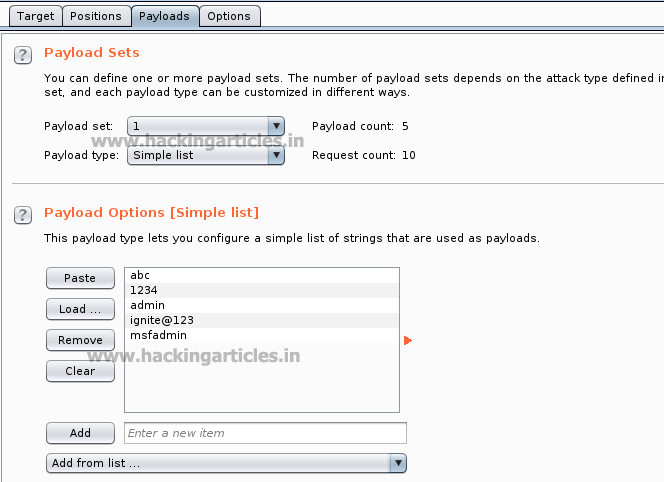 Target Positions Payloads Options
? Payload Sets
You can define one or more payload sets. The number of payload sets depends on the attack type defined in
set, and each payload type can be customized in different ways.
Payload set: 1 Payload count: 5
www.hackingarticles.in
Payload type: Simple list Request count: 10
? Payload Options [Simple list]
This payload type lets you configure a simple list of strings that are used as payloads.
Paste
Load ...
Remove
Clear
abc
1234
admin
ignite@123
msfadmin
www.hackingarticles.in
Add Enter a new item
Add from list ...